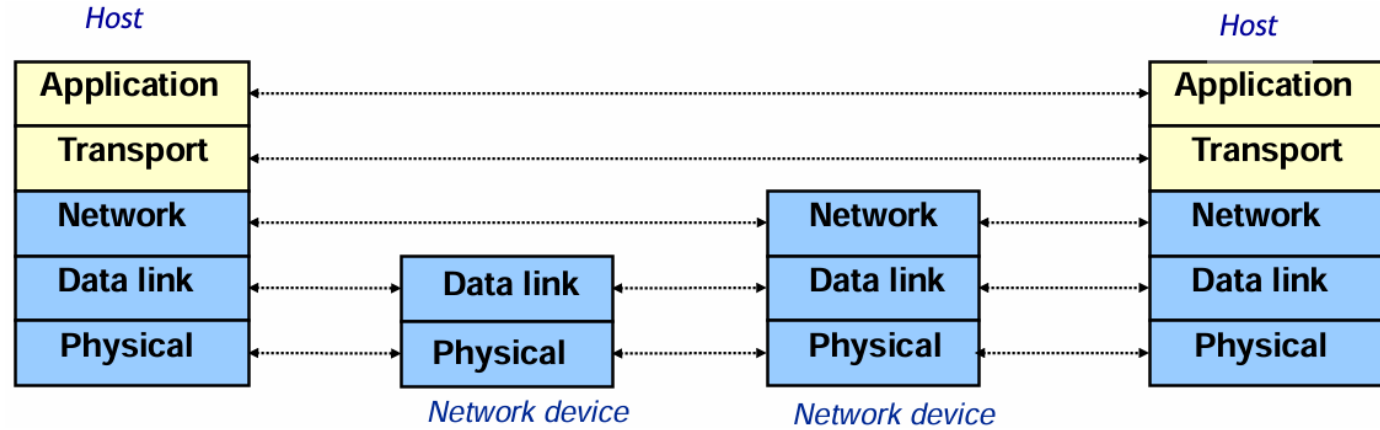 Host
Host
Application
Transport
Network
Data link
Physical
Data link
Physical
Network device
Network
Data link
Physical
Network device
Application
Transport
Network
Data link
Physical